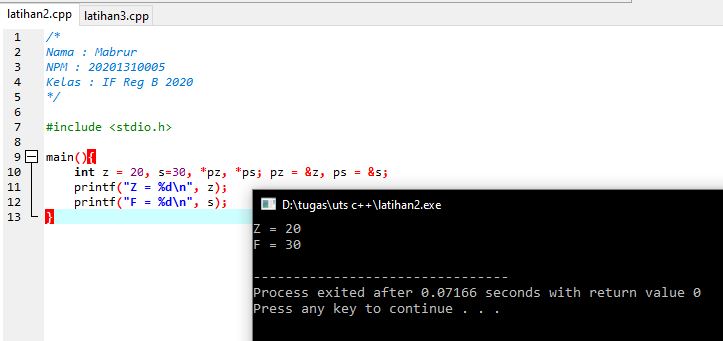 latihan2.cpp latihan3.cpp
1 /*
2 Nama : Mabrur
3 NPM : 20201310005
4 Kelas : IF Reg B 2020
5 */
6
7 #include <stdio.h>
8
9 main(){
10 int z = 20, s=30, *pz, *ps; pz = &z, ps = &s;
11 printf("Z = %d\n", z);
12 printf("F = %d\n", s);
13 }
D:\tugas\uts c++\latihan2.exe
Z = 20
F = 30
--------------------------------
Process exited after 0.07166 seconds with return value 0
Press any key to continue . . .